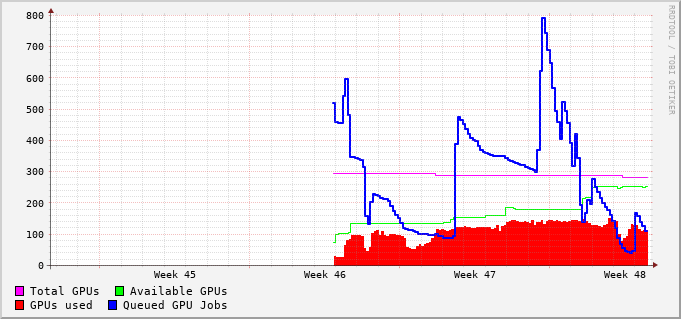 800
700
600
500
400
300
200
100
0
Week 45 Week 46 Week 47 Week 48
Total GPUs Available GPUs
GPUs used Queued GPU Jobs
RRDTOOL / TOBI OETIKER